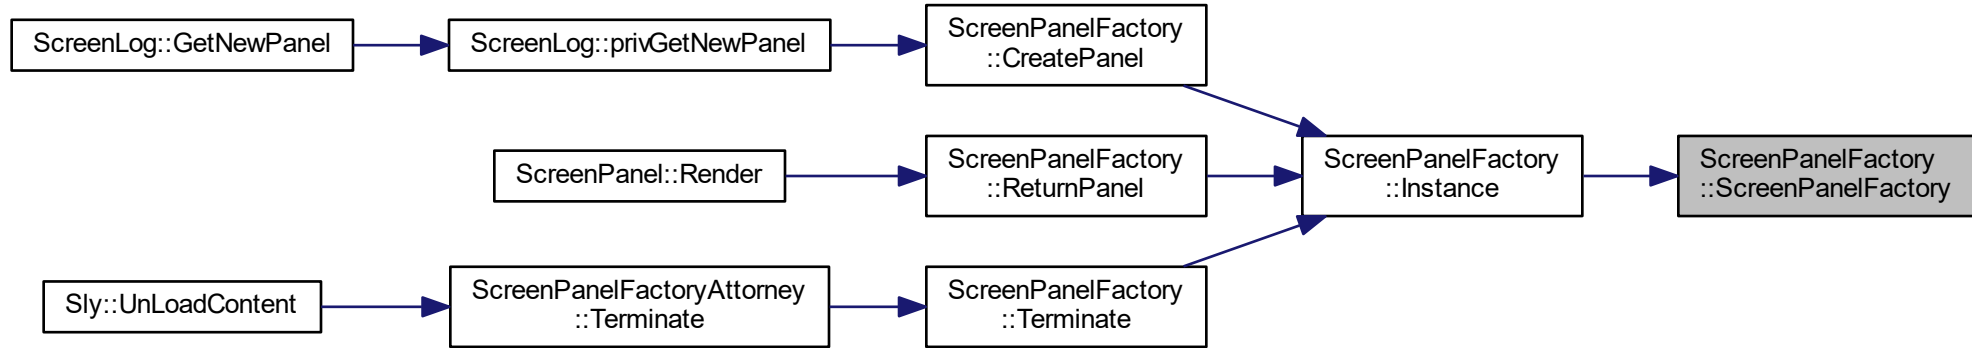 ScreenLog::GetNewPanel
ScreenLog::privGetNewPanel
ScreenPanelFactory
::CreatePanel
ScreenPanel::Render
ScreenPanelFactory
::ReturnPanel
ScreenPanelFactory
::Instance
ScreenPanelFactory
::ScreenPanelFactory
Sly::UnLoadContent
ScreenPanelFactoryAttorney
::Terminate
ScreenPanelFactory
::Terminate